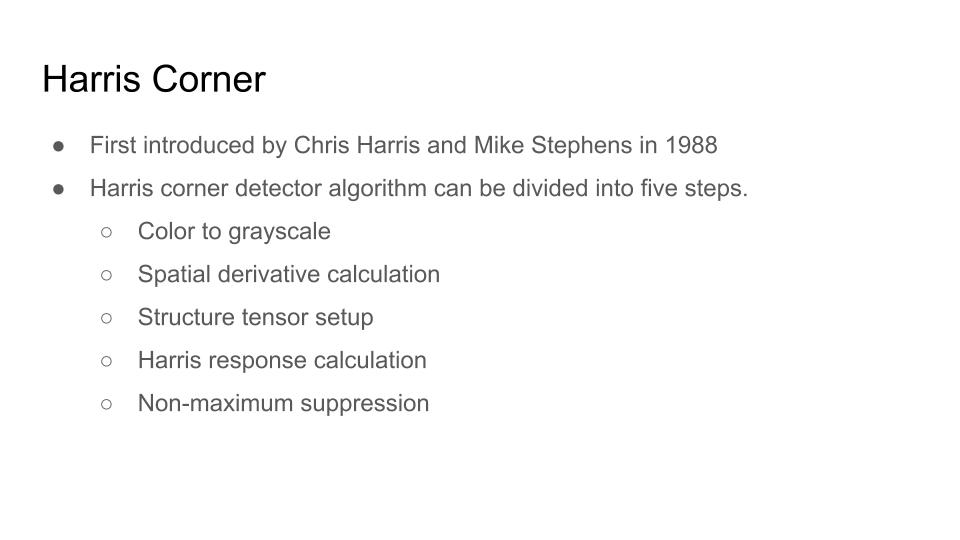 Harris Corner
● First introduced by Chris Harris and Mike Stephens in 1988
● Harris corner detector algorithm can be divided into five steps.
○ Color to grayscale
○ Spatial derivative calculation
○ Structure tensor setup
○ Harris response calculation
○ Non-maximum suppression